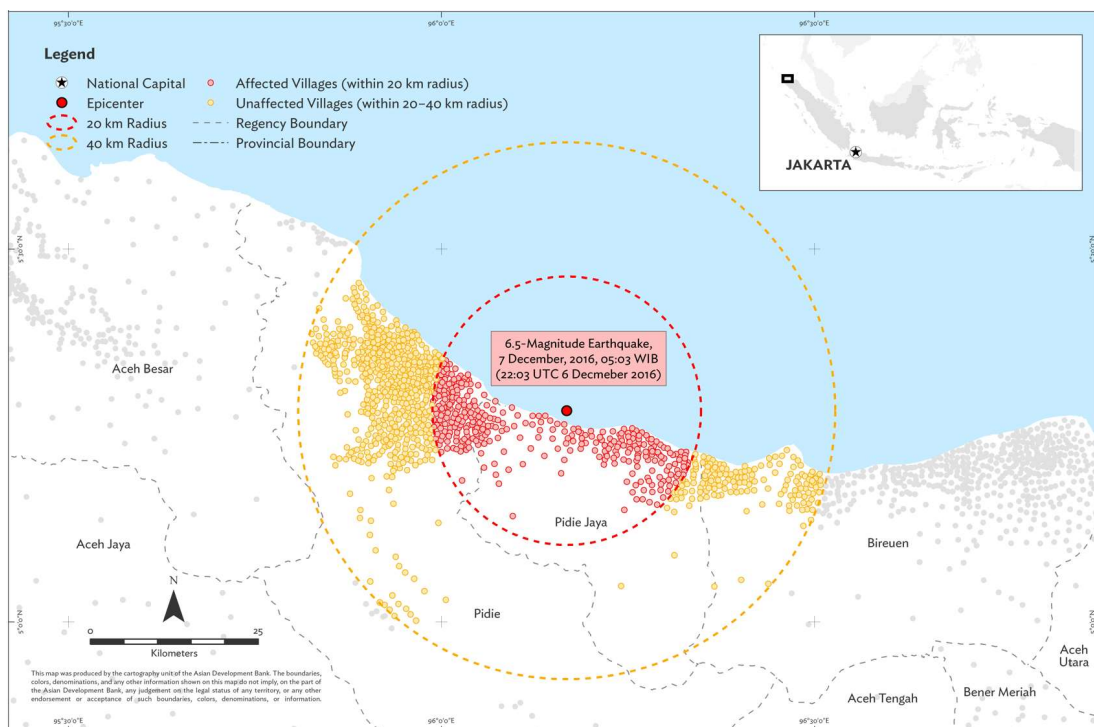 95°30'0"E
96°0'0"E
96°30'0"E
Legend
National Capital
Epicenter
20 km Radius
40 km Radius
Affected Villages (within 20 km radius)
Unaffected Villages (within 20–40 km radius)
Regency Boundary
Provincial Boundary
JAKARTA
5°15'0"N
5°15'0"N
6.5-Magnitude Earthquake,
7 December, 2016, 05:03 WIB
(22:03 UTC 6 Decmeber 2016)
Aceh Besar
Pidie Jaya
Aceh Jaya
Bireuen
Pidie
5°0'0"N
5°0'0"N
N
0
25
Kilometers
Aceh
Utara
Aceh Tengah
Bener Meriah
This map was produced by the cartography unit of the Asian Development Bank. The boundaries,
colors, denominations, and any other information shown on this map do not imply, on the part of
the Asian Development Bank, any judgement on the legal status of any territory, or any other
endorsement or acceptance of such boundaries, colors, denominations, or information.
95°30'0"E
96°0'0"E
96°30'0"E